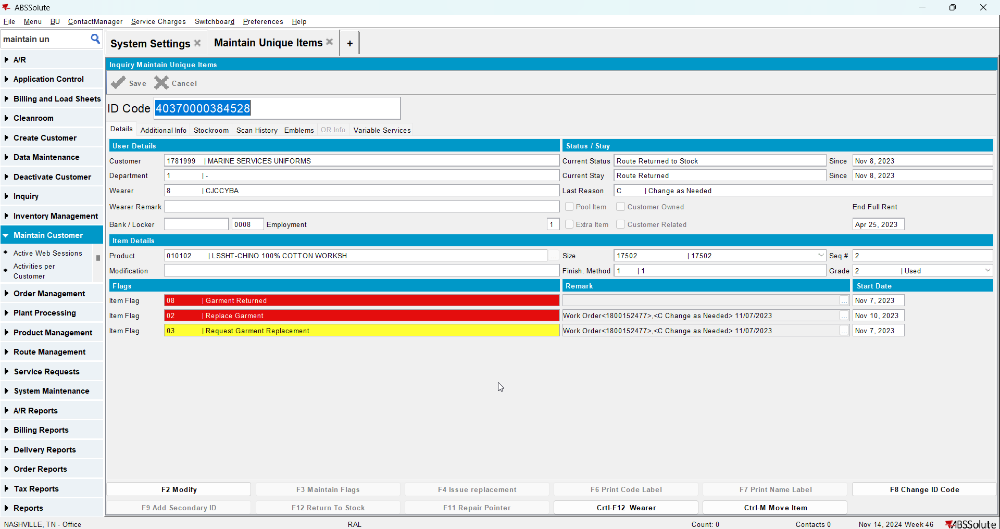 ABSSolute
File Menu BU ContactManager Service Charges Switchboard Preferences Help
maintain un
System Settings
Maintain Unique Items
+
A/R
Application Control
Billing and Load Sheets
Cleanroom
Create Customer
Data Maintenance
Deactivate Customer
Inquiry
Inventory Management
Maintain Customer
Active Web Sessions
Activities per
Customer
Order Management
Plant Processing
Product Management
Route Management
Service Requests
System Maintenance
A/R Reports
Billing Reports
Delivery Reports
Order Reports
Tax Reports
Reports
Inquiry Maintain Unique Items
Save Cancel
ID Code 40370000384528
Details Additional Info Stockroom Scan History Emblems OR Info Variable Services
User Details
Customer 1781999 | MARINE SERVICES UNIFORMS
Department 1 | -
Wearer 8 | CJCCYBA
Wearer Remark
Bank / Locker 0008 Employment 1
Status / Stay
Current Status Route Returned to Stock Since Nov 8, 2023
Current Stay Route Returned Since Nov 8, 2023
Last Reason C | Change as Needed
Pool Item Customer Owned End Full Rent
Extra Item Customer Related Apr 25, 2023
Item Details
Product 010102 | LSSHT-CHINO 100% COTTON WORKSH ... Size 17502 | 17502 Seq.# 2
Modification Finish. Method 1 | 1 Grade 2 | Used
Flags Remark Start Date
Item Flag 08 | Garment Returned ... Nov 7, 2023
Item Flag 02 | Replace Garment Work Order<1800152477>,<C Change as Needed> 11/07/2023 ... Nov 10, 2023
Item Flag 03 | Request Garment Replacement Work Order<1800152477>,<C Change as Needed> 11/07/2023 ... Nov 7, 2023
F2 Modify F3 Maintain Flags F4 Issue replacement F6 Print Code Label F7 Print Name Label F8 Change ID Code
F9 Add Secondary ID F12 Return To Stock F11 Repair Pointer Crtl-F12 Wearer Ctrl-M Move Item
NASHVILLE, TN - Office RAL Count: 0 Contacts 0 Nov 14, 2024 Week 46 ABSSolute